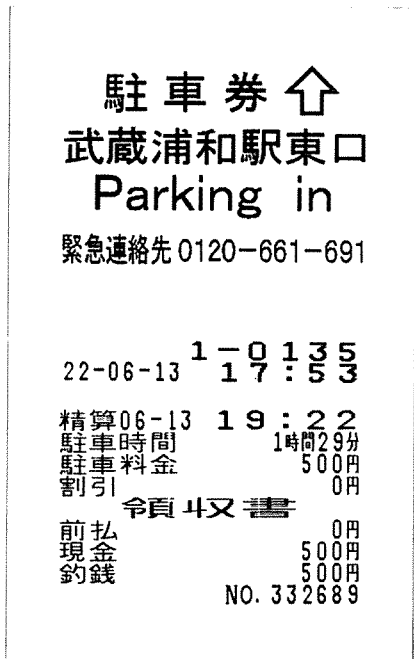 駐車券⇧
武蔵浦和駅東口
Parking in
緊急連絡先 0120-661-691
1-0135
22-06-13 17:53
精算06-13 19:22
駐車時間 1時間29分
駐車料金 500円
割引 0円
領収書
前払 0円
現金 500円
釣銭 500円
NO.332689